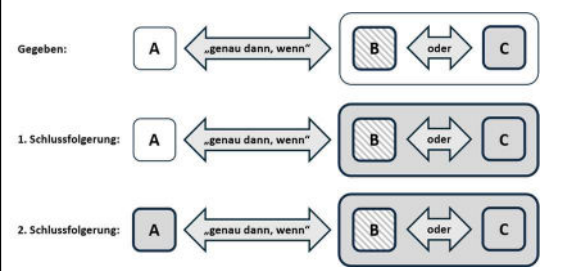 Gegeben: A „genau dann, wenn“ B oder C
1. Schlussfolgerung: A „genau dann, wenn“ B oder C
2. Schlussfolgerung: A „genau dann, wenn“ B oder C